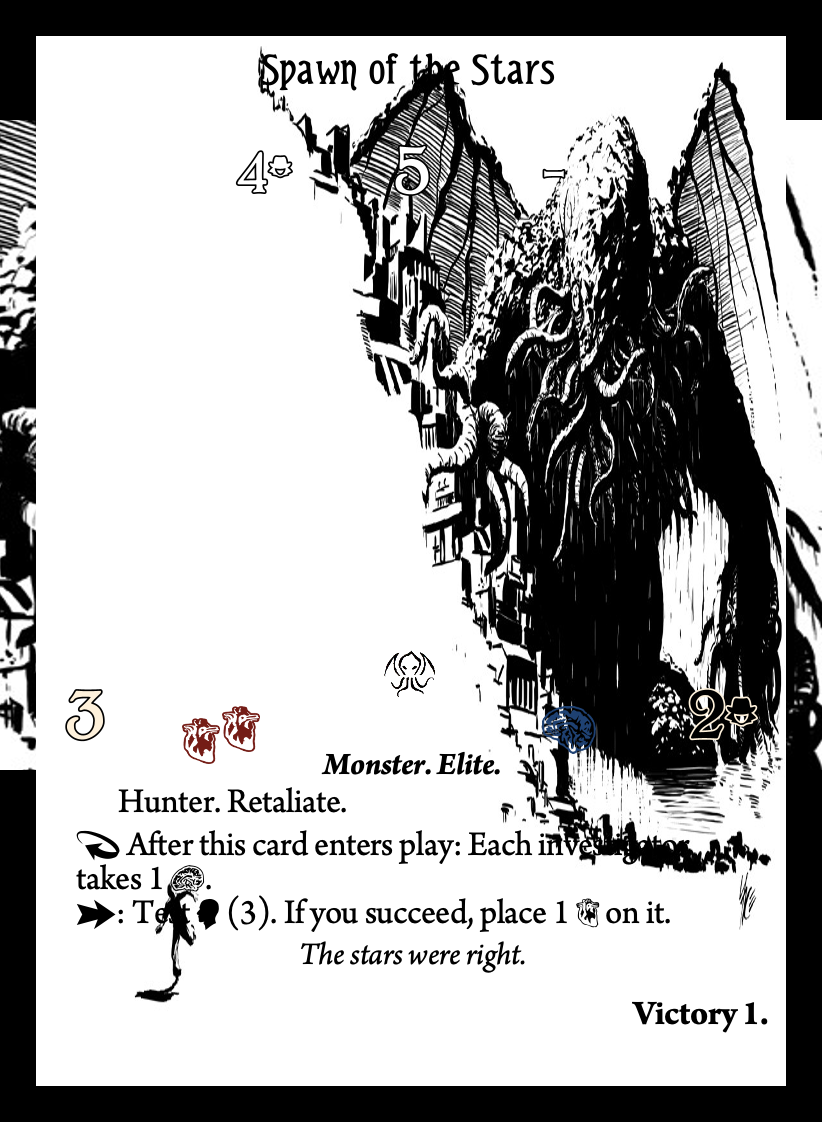 Spawn of the Stars
4 5 –
3 2
Monster. Elite.
Hunter. Retaliate.
After this card enters play: Each investigator
takes 1 .
: Test (3). If you succeed, place 1 on it.
The stars were right.
Victory 1.